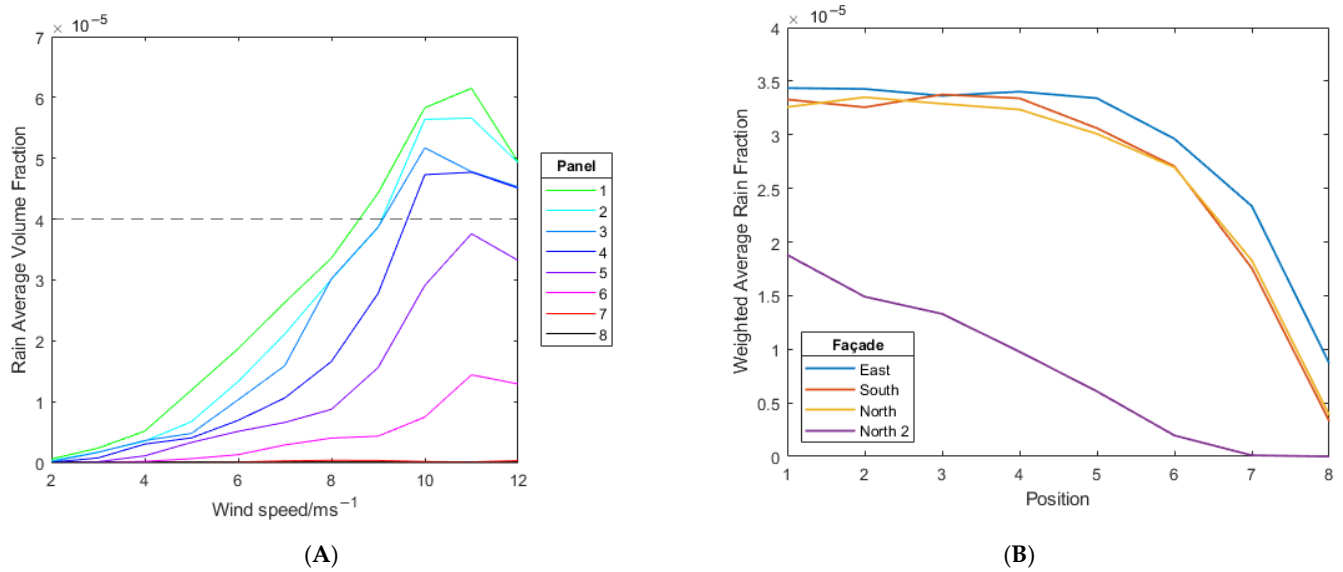 × 10⁻⁵
7
6
5
4
3
2
1
0
2 4 6 8 10 12
Rain Average Volume Fraction
Wind speed/ms⁻¹
Panel
1
2
3
4
5
6
7
8
(A)
× 10⁻⁵
4
3.5
3
2.5
2
1.5
1
0.5
0
1 2 3 4 5 6 7 8
Weighted Average Rain Fraction
Position
Façade
East
South
North
North 2
(B)